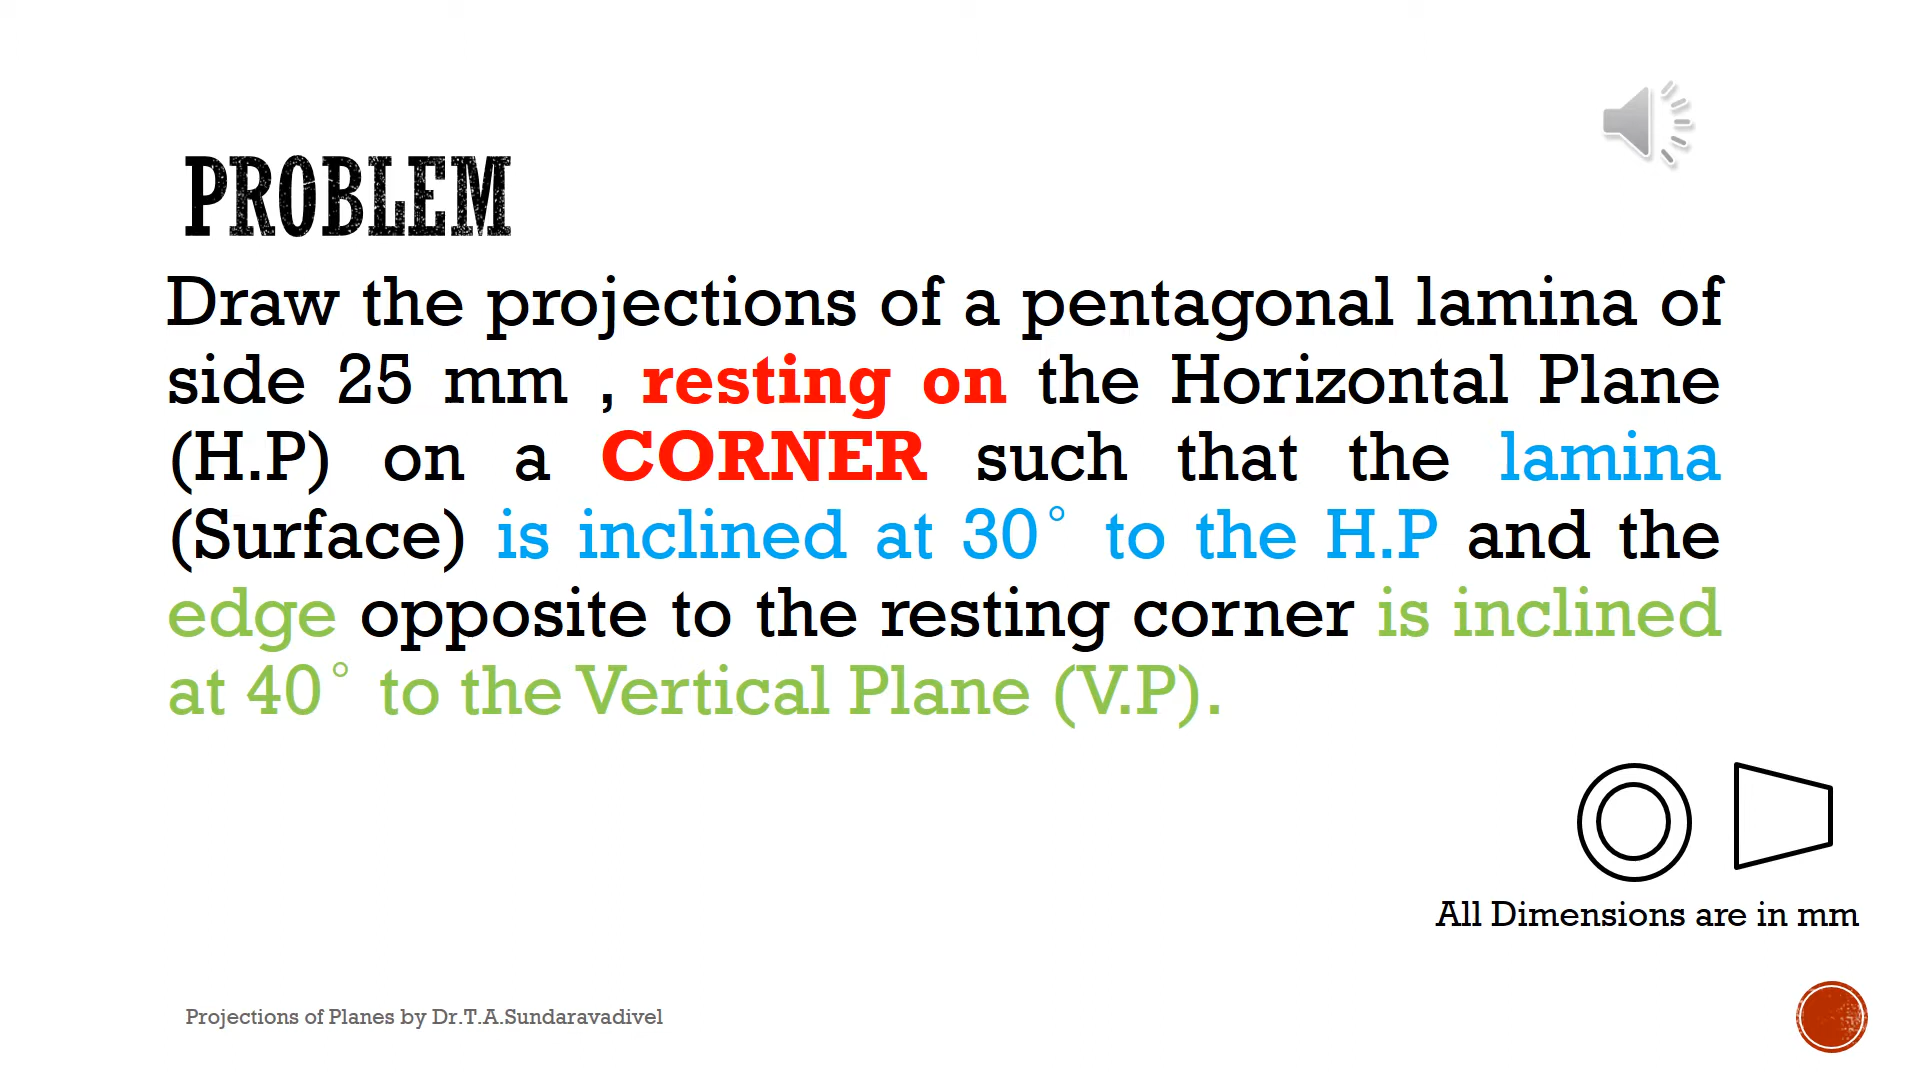 PROBLEM
Draw the projections of a pentagonal lamina of
side 25 mm , resting on the Horizontal Plane
(H.P) on a CORNER such that the lamina
(Surface) is inclined at 30° to the H.P and the
edge opposite to the resting corner is inclined
at 40° to the Vertical Plane (V.P).
All Dimensions are in mm
Projections of Planes by Dr.T.A.Sundaravadivel